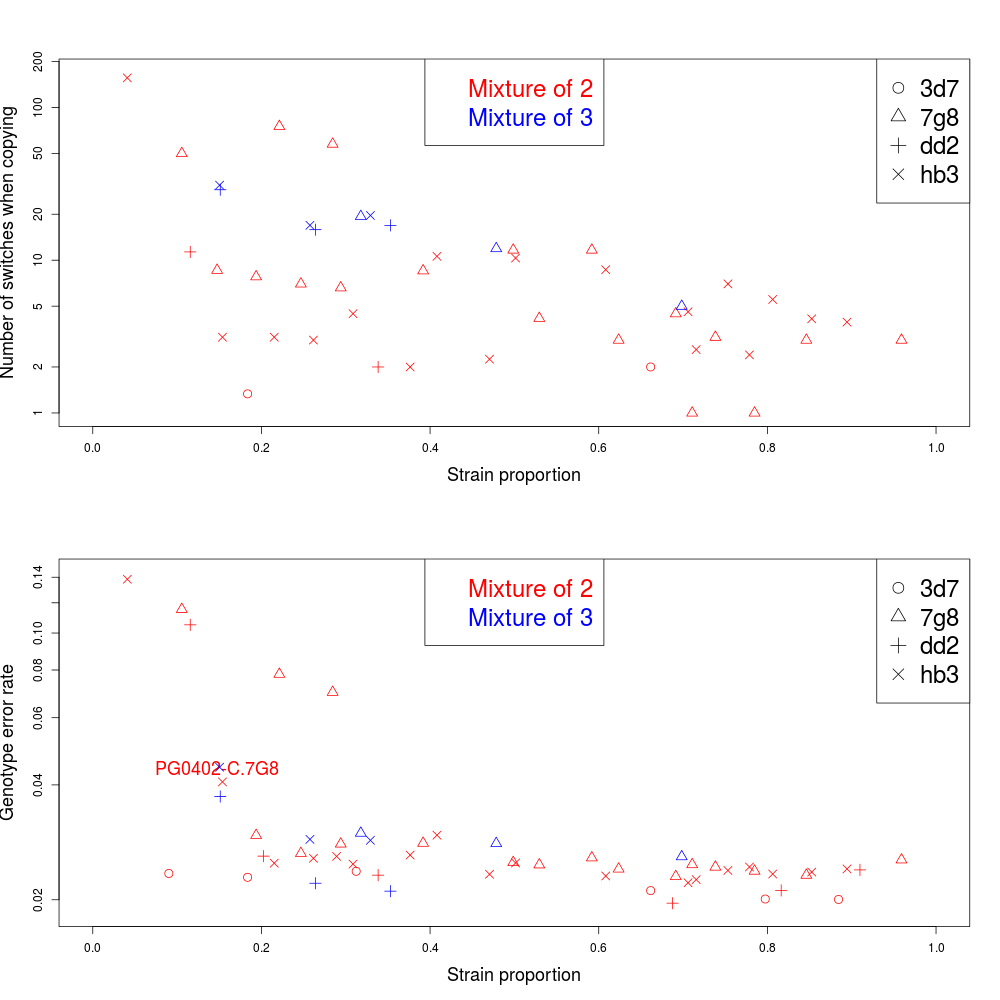 Number of switches when copying
200
100
50
20
10
5
2
1
Mixture of 2
Mixture of 3
3d7
7g8
dd2
hb3
0.0 0.2 0.4 0.6 0.8 1.0
Strain proportion
Genotype error rate
0.14
0.10
0.08
0.06
0.04
0.02
Mixture of 2
Mixture of 3
3d7
7g8
dd2
hb3
PG0402-C.7G8
0.0 0.2 0.4 0.6 0.8 1.0
Strain proportion